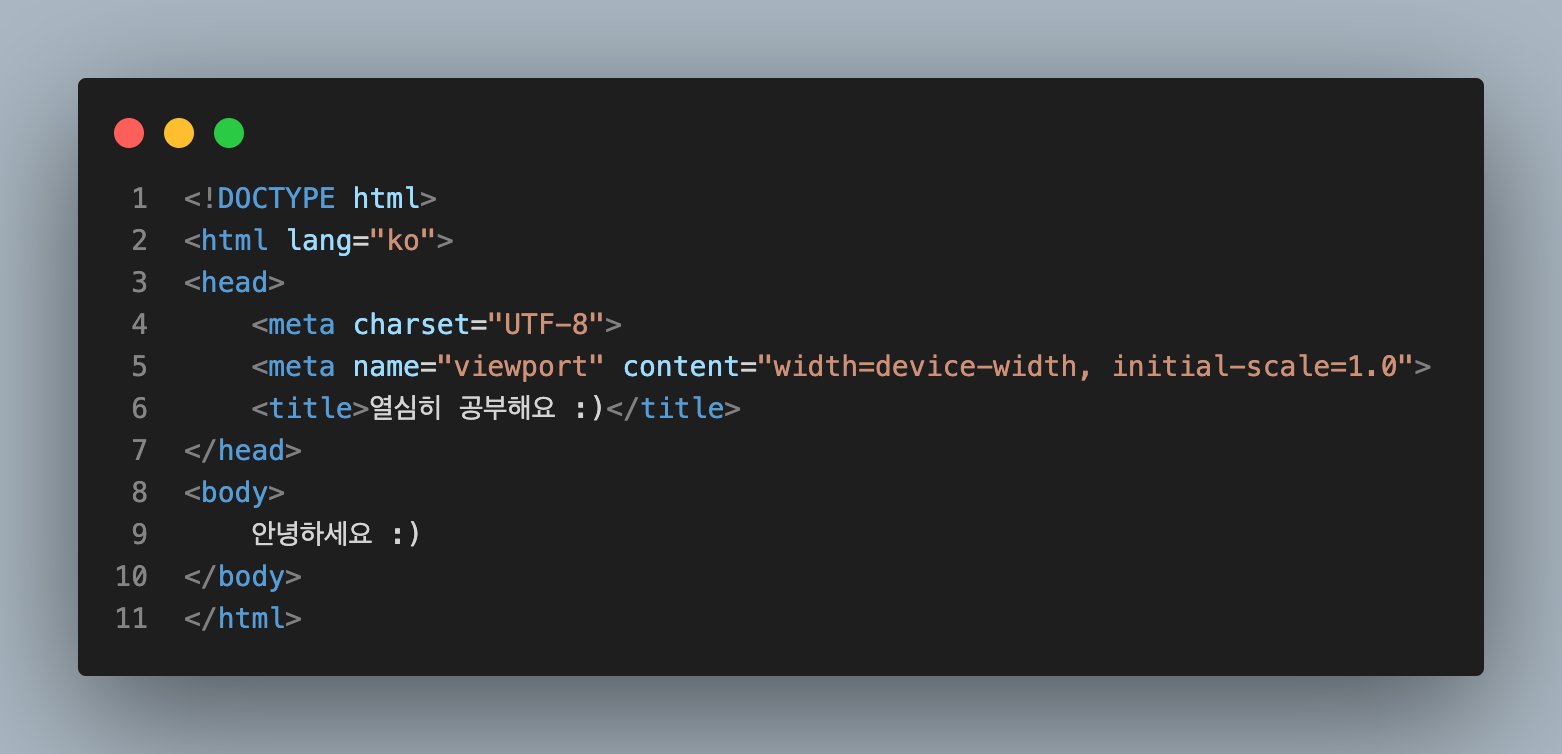 1 <!DOCTYPE html>
2 <html lang="ko">
3 <head>
4     <meta charset="UTF-8">
5     <meta name="viewport" content="width=device-width, initial-scale=1.0">
6     <title>열심히 공부해요 :)</title>
7 </head>
8 <body>
9     안녕하세요 :)
10 </body>
11 </html>